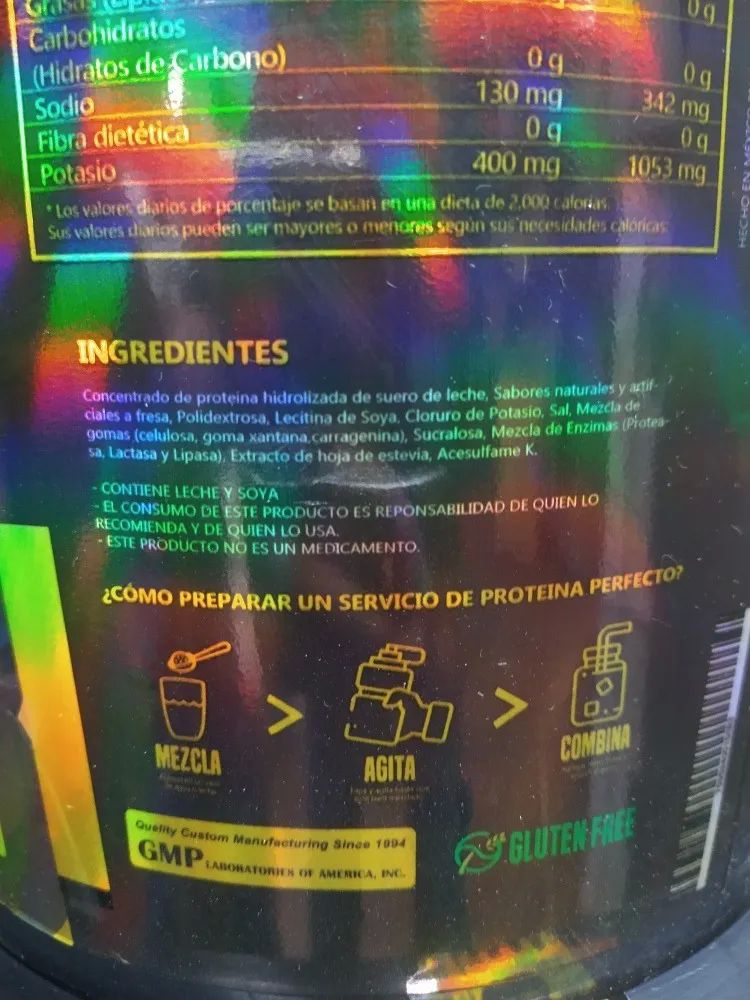 Grasas
0 g
Carbohidratos
(Hidratos de Carbono) 0 g 0 g
Sodio 130 mg 342 mg
Fibra dietética 0 g 0 g
Potasio 400 mg 1053 mg
* Los valores diarios de porcentaje se basan en una dieta de 2,000 calorías.
Sus valores diarios pueden ser mayores o menores según sus necesidades calóricas
HECHO EN
INGREDIENTES
Concentrado de proteina hidrolizada de suero de leche, Sabores naturales y artif-
ciales a fresa, Polidextrosa, Lecitina de Soya, Cloruro de Potasio, Sal, Mezcla de
gomas (celulosa, goma xantana,carragenina), Sucralosa, Mezcla de Enzimas (Protea-
sa, Lactasa y Lipasa), Extracto de hoja de estevia, Acesulfame K.
- CONTIENE LECHE Y SOYA
- EL CONSUMO DE ESTE PRODUCTO ES REPONSABILIDAD DE QUIEN LO
RECOMIENDA Y DE QUIEN LO USA.
- ESTE PRODUCTO NO ES UN MEDICAMENTO.
¿CÓMO PREPARAR UN SERVICIO DE PROTEINA PERFECTO?
> >
MEZCLA AGITA COMBINA
Quality Custom Manufacturing Since 1994
GMP LABORATORIES OF AMERICA, INC.
GLUTEN FREE